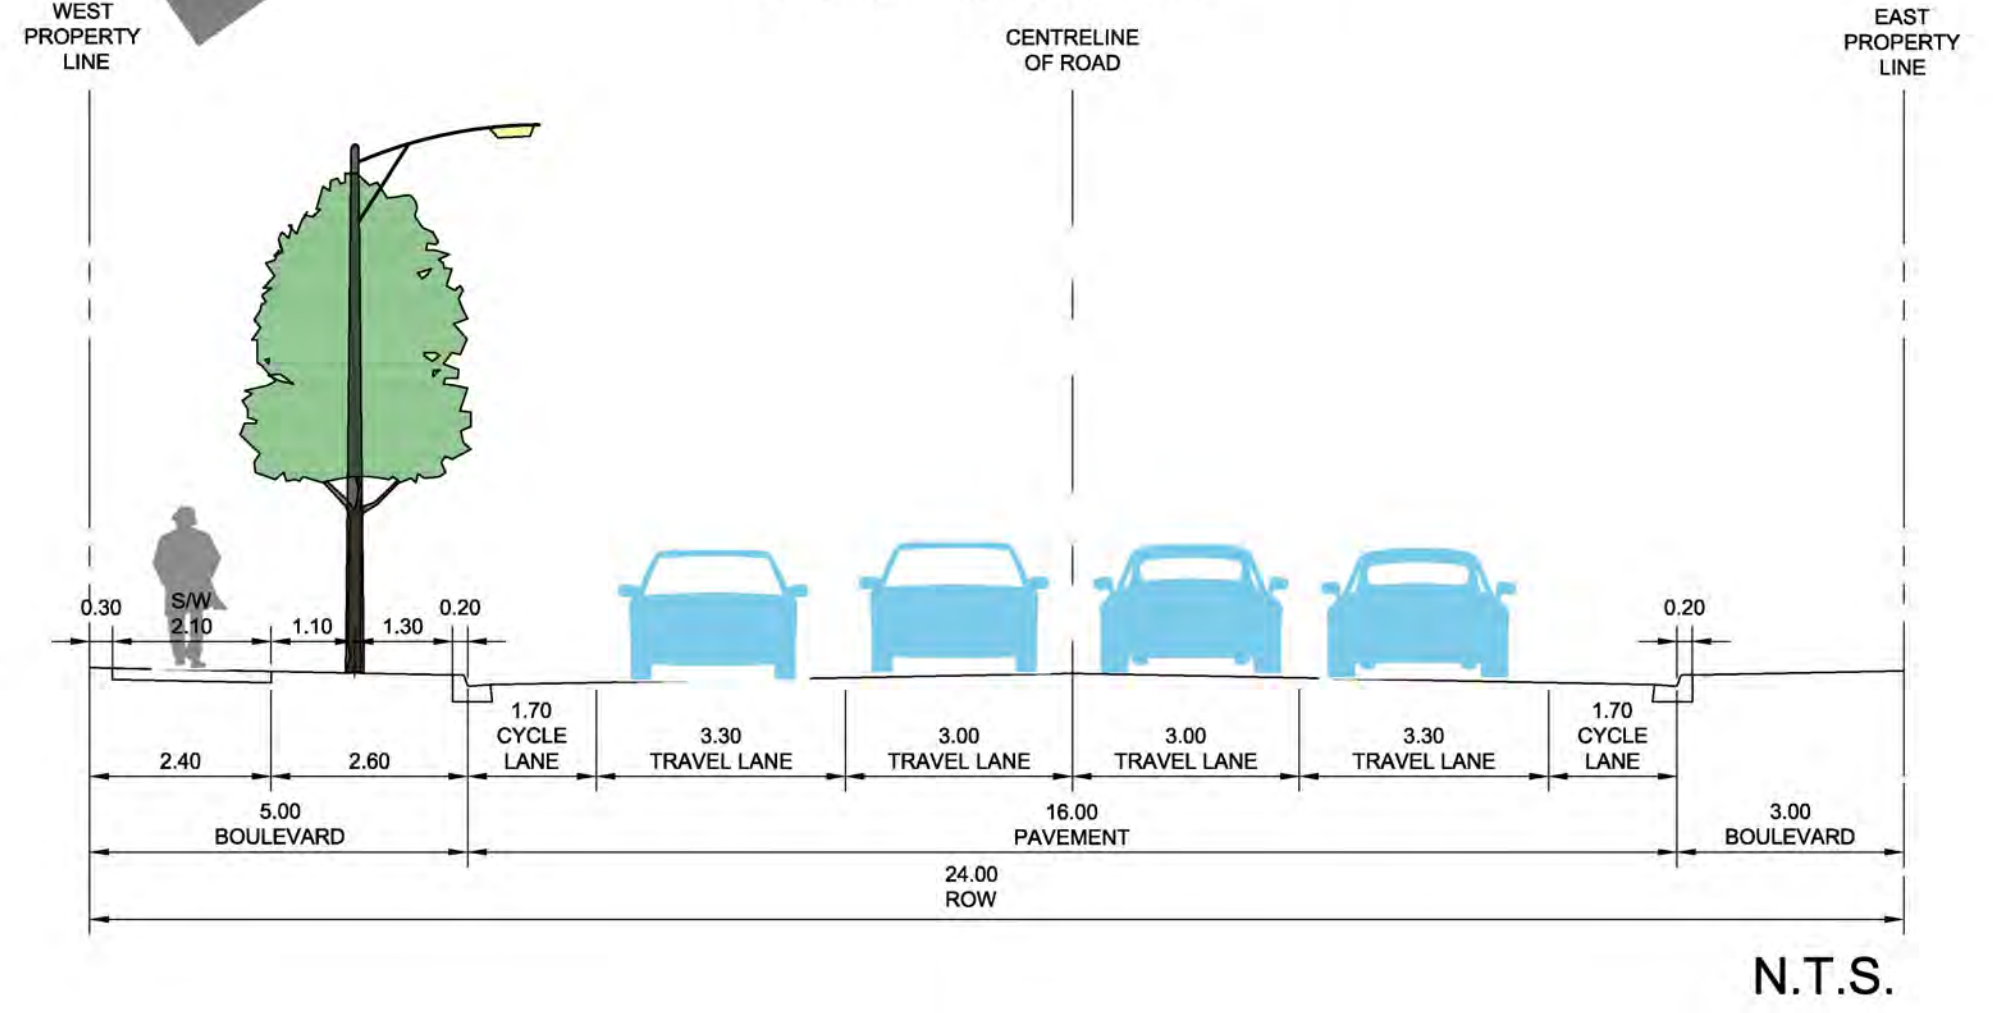 WEST
PROPERTY
LINE
CENTRELINE
OF ROAD
EAST
PROPERTY
LINE
0.30
S/W
2.10
1.10
1.30
0.20
0.20
2.40
2.60
1.70
CYCLE
LANE
3.30
TRAVEL LANE
3.00
TRAVEL LANE
3.00
TRAVEL LANE
3.30
TRAVEL LANE
1.70
CYCLE
LANE
5.00
BOULEVARD
16.00
PAVEMENT
3.00
BOULEVARD
24.00
ROW
N.T.S.